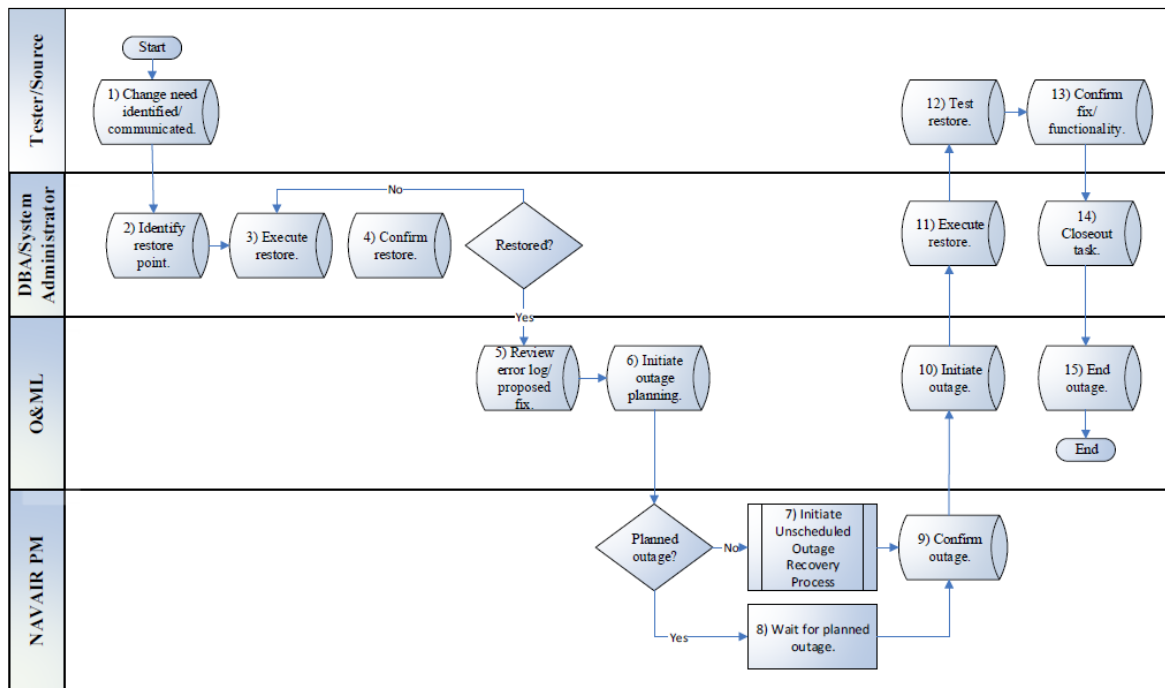 Tester/Source
Start
1) Change need
identified/
communicated.
12) Test
restore.
13) Confirm
fix/
functionality.
DBA/System
Administrator
2) Identify
restore
point.
3) Execute
restore.
4) Confirm
restore.
No
Restored?
Yes
11) Execute
restore.
14)
Closeout
task.
O&ML
5) Review
error log/
proposed
fix.
6) Initiate
outage
planning.
10) Initiate
outage.
15) End
outage.
End
NAVAIR PM
Planned
outage?
No
7) Initiate
Unscheduled
Outage
Recovery
Process
9) Confirm
outage.
Yes
8) Wait for planned
outage.